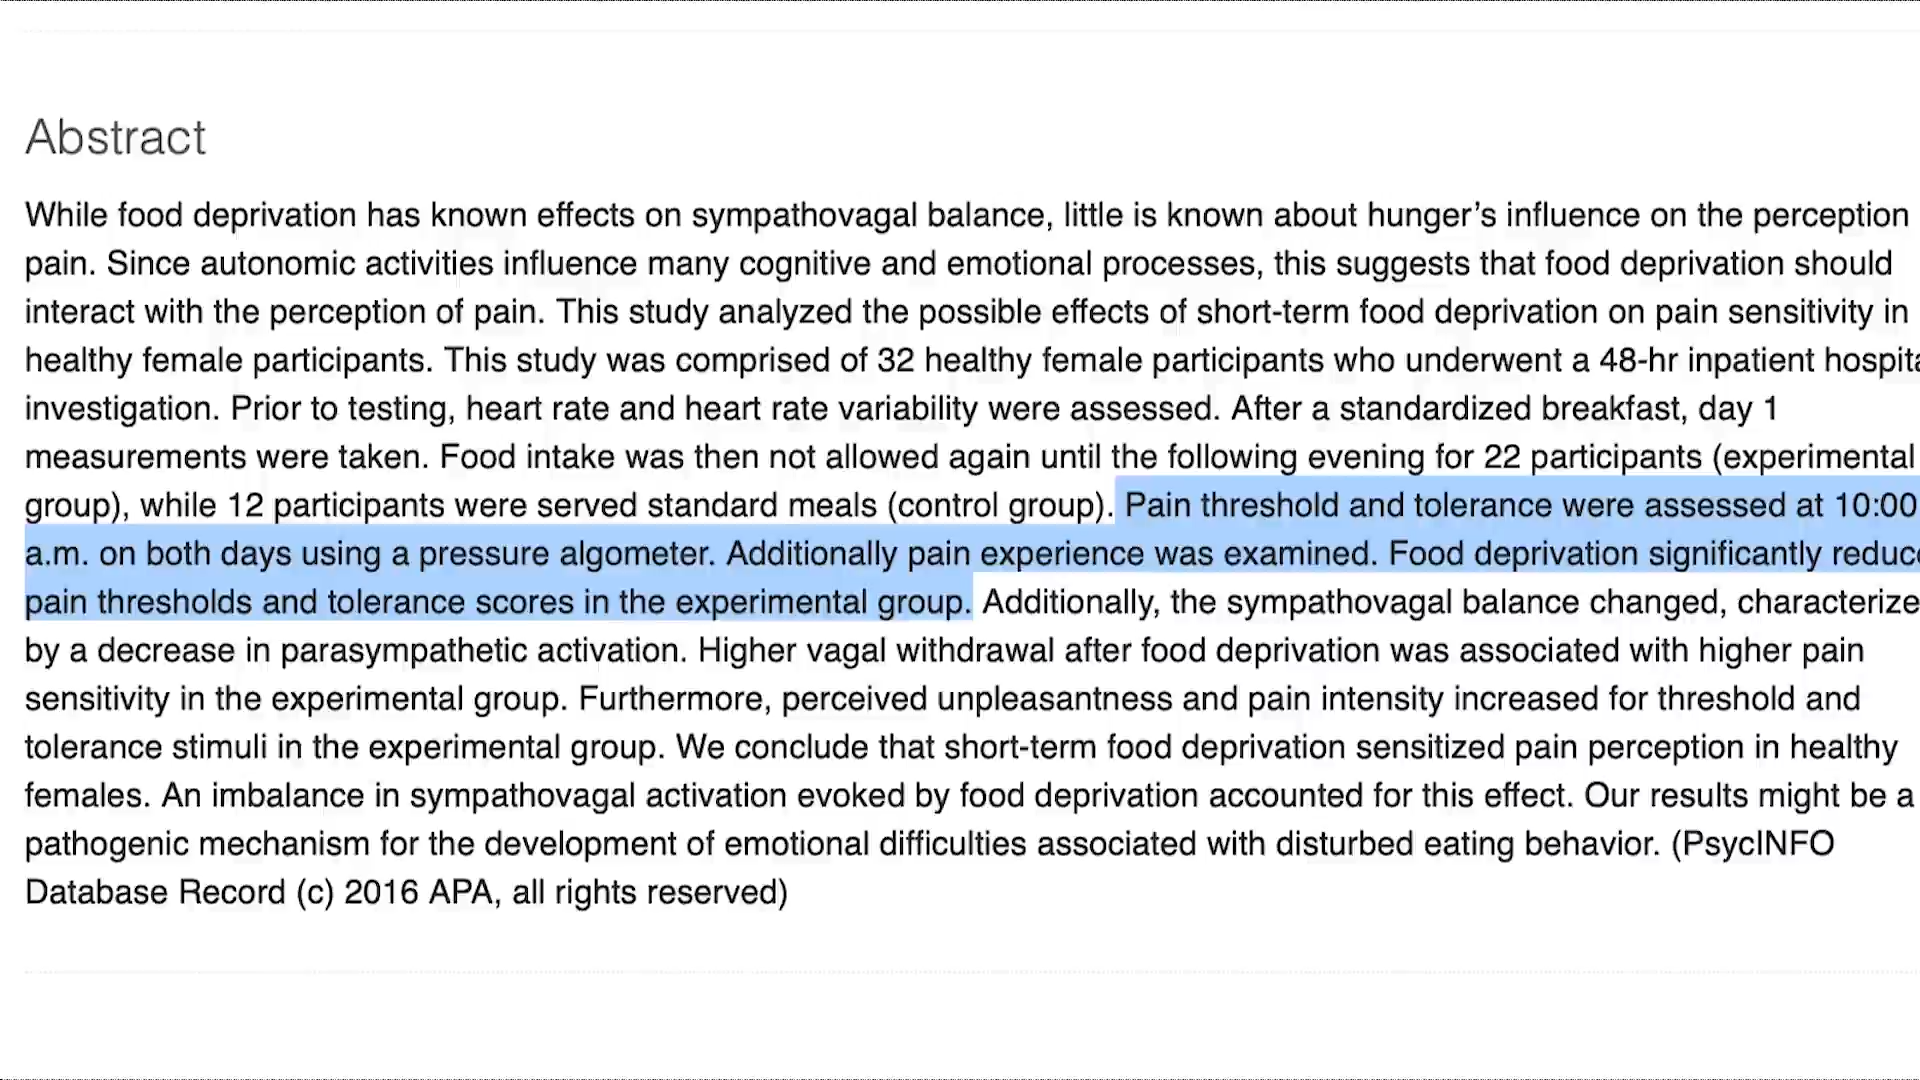 Abstract
While food deprivation has known effects on sympathovagal balance, little is known about hunger’s influence on the perception
pain. Since autonomic activities influence many cognitive and emotional processes, this suggests that food deprivation should
interact with the perception of pain. This study analyzed the possible effects of short-term food deprivation on pain sensitivity in
healthy female participants. This study was comprised of 32 healthy female participants who underwent a 48-hr inpatient hospita
investigation. Prior to testing, heart rate and heart rate variability were assessed. After a standardized breakfast, day 1
measurements were taken. Food intake was then not allowed again until the following evening for 22 participants (experimental
group), while 12 participants were served standard meals (control group). Pain threshold and tolerance were assessed at 10:00
a.m. on both days using a pressure algometer. Additionally pain experience was examined. Food deprivation significantly reduce
pain thresholds and tolerance scores in the experimental group. Additionally, the sympathovagal balance changed, characterize
by a decrease in parasympathetic activation. Higher vagal withdrawal after food deprivation was associated with higher pain
sensitivity in the experimental group. Furthermore, perceived unpleasantness and pain intensity increased for threshold and
tolerance stimuli in the experimental group. We conclude that short-term food deprivation sensitized pain perception in healthy
females. An imbalance in sympathovagal activation evoked by food deprivation accounted for this effect. Our results might be a
pathogenic mechanism for the development of emotional difficulties associated with disturbed eating behavior. (PsycINFO
Database Record (c) 2016 APA, all rights reserved)